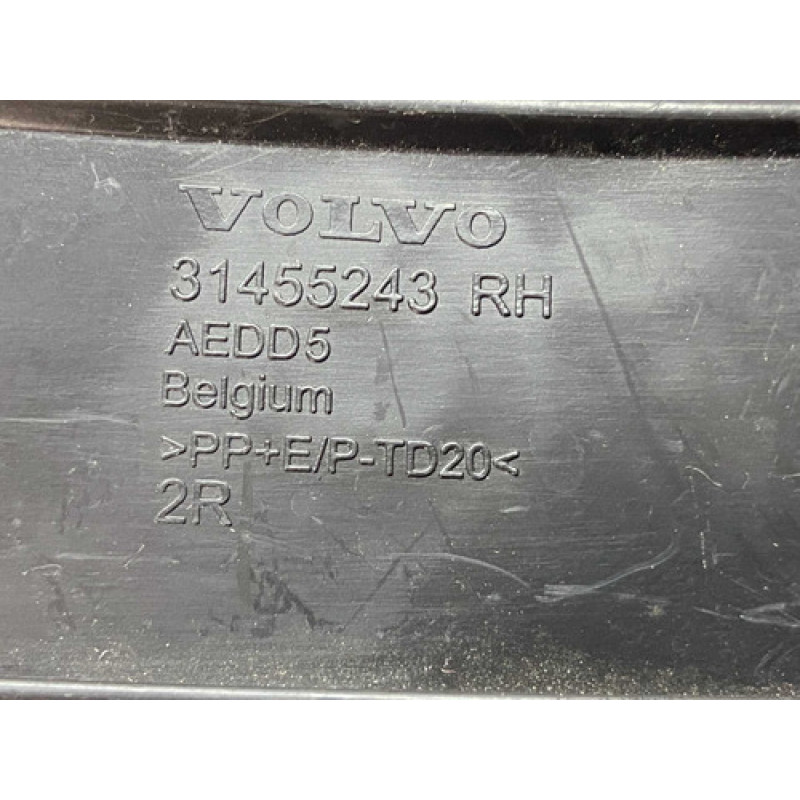 VOLVO
31455243 RH
AEDD5
Belgium
>PP+E/P-TD20<
2R